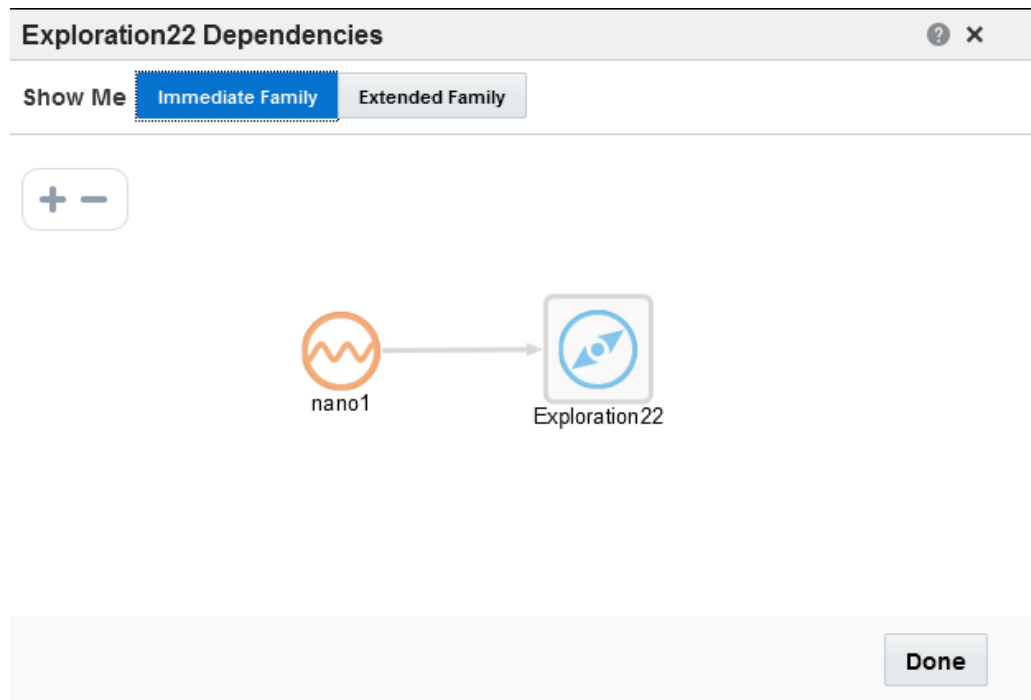 Exploration22 Dependencies
Show Me Immediate Family Extended Family
nano1
Exploration22
Done